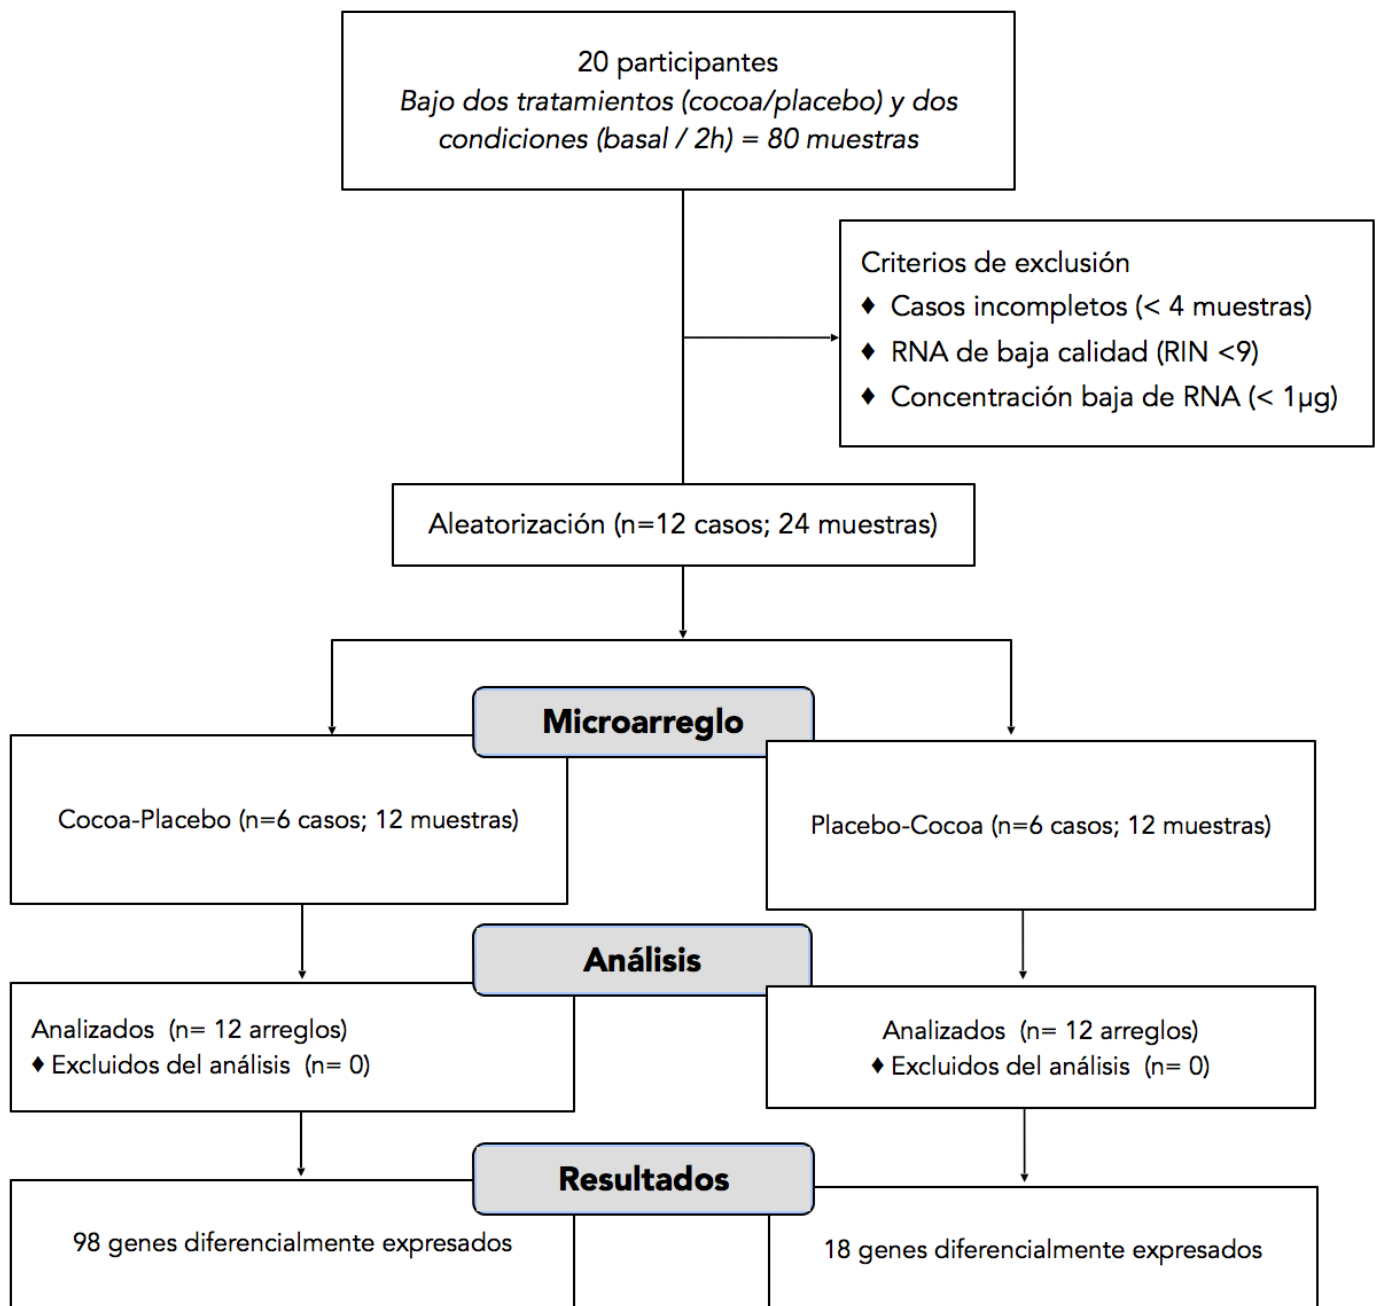 20 participantes
Bajo dos tratamientos (cocoa/placebo) y dos
condiciones (basal / 2h) = 80 muestras
Criterios de exclusión
♦ Casos incompletos (< 4 muestras)
♦ RNA de baja calidad (RIN <9)
♦ Concentración baja de RNA (< 1µg)
Aleatorización (n=12 casos; 24 muestras)
Microarreglo
Cocoa-Placebo (n=6 casos; 12 muestras)
Placebo-Cocoa (n=6 casos; 12 muestras)
Análisis
Analizados (n= 12 arreglos)
♦ Excluidos del análisis (n= 0)
Analizados (n= 12 arreglos)
♦ Excluidos del análisis (n= 0)
Resultados
98 genes diferencialmente expresados
18 genes diferencialmente expresados